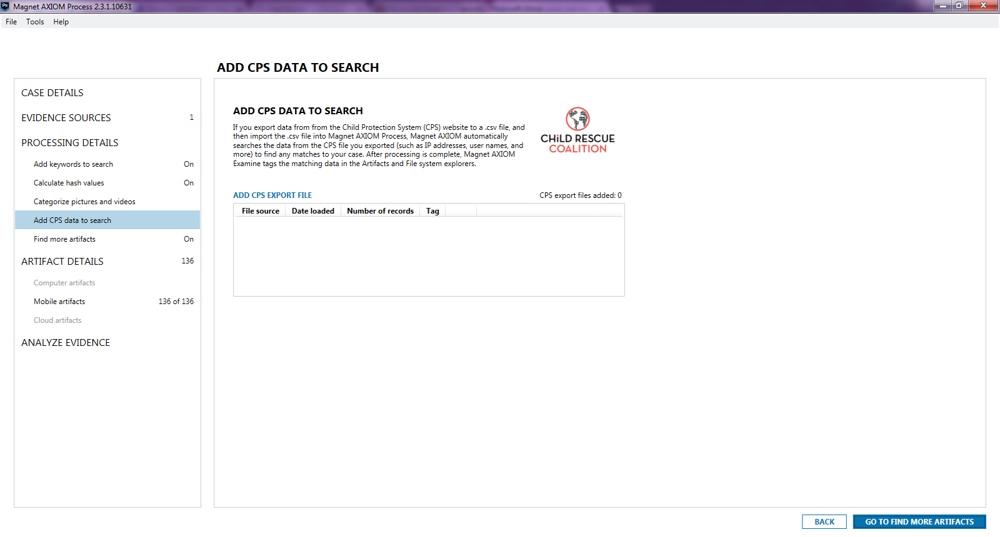 PR Magnet AXIOM Process 2.3.1.10631
File Tools Help
ADD CPS DATA TO SEARCH
CASE DETAILS
EVIDENCE SOURCES 1
PROCESSING DETAILS
Add keywords to search On
Calculate hash values On
Categorize pictures and videos
Add CPS data to search
Find more artifacts On
ARTIFACT DETAILS 136
Computer artifacts
Mobile artifacts 136 of 136
Cloud artifacts
ANALYZE EVIDENCE
ADD CPS DATA TO SEARCH
If you export data from from the Child Protection System (CPS) website to a .csv file, and
then import the .csv file into Magnet AXIOM Process, Magnet AXIOM automatically
searches the data from the CPS file you exported (such as IP addresses, user names, and
more) to find any matches to your case. After processing is complete, Magnet AXIOM
Examine tags the matching data in the Artifacts and File system explorers.
CHiLD RESCUE
COALITION
ADD CPS EXPORT FILE CPS export files added: 0
File source Date loaded Number of records Tag
BACK GO TO FIND MORE ARTIFACTS